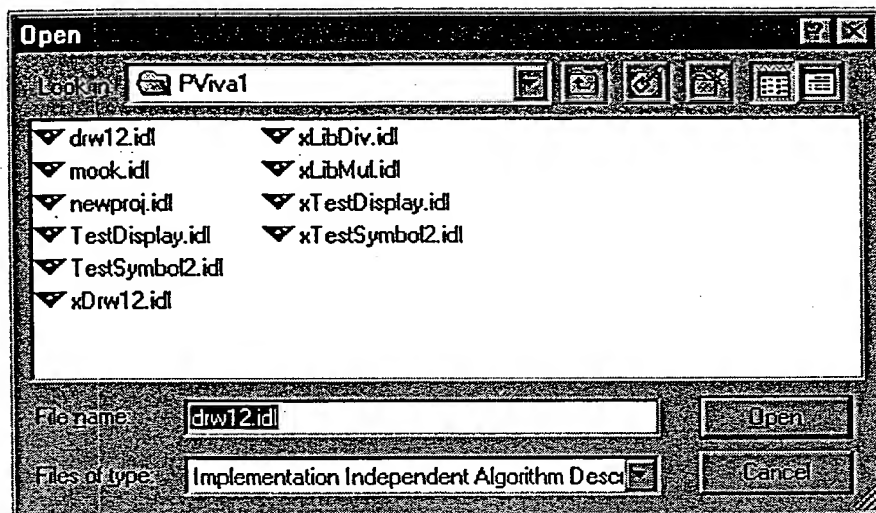 Open
Look in: PViva1
drw12.idl
mook.idl
newproj.idl
TestDisplay.idl
TestSymbol2.idl
xDrw12.idl
xLibDiv.idl
xLibMul.idl
xTestDisplay.idl
xTestSymbol2.idl
File name: drw12.idl Open
Files of type: Implementation Independent Algorithm Descr Cancel